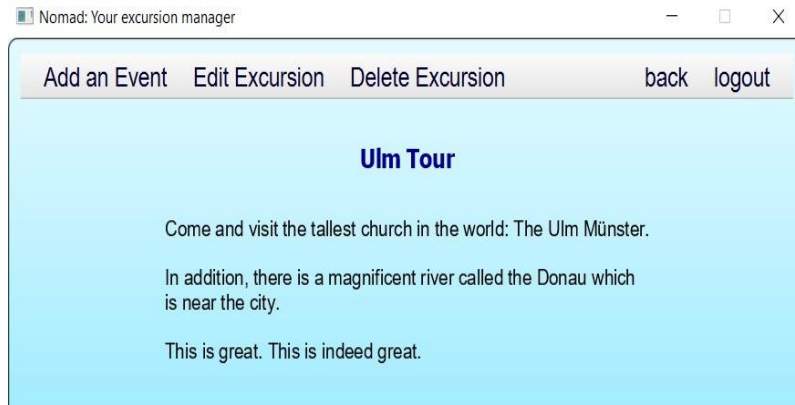 Nomad: Your excursion manager
Add an Event Edit Excursion Delete Excursion back logout
Ulm Tour
Come and visit the tallest church in the world: The Ulm Münster.
In addition, there is a magnificent river called the Donau which
is near the city.
This is great. This is indeed great.